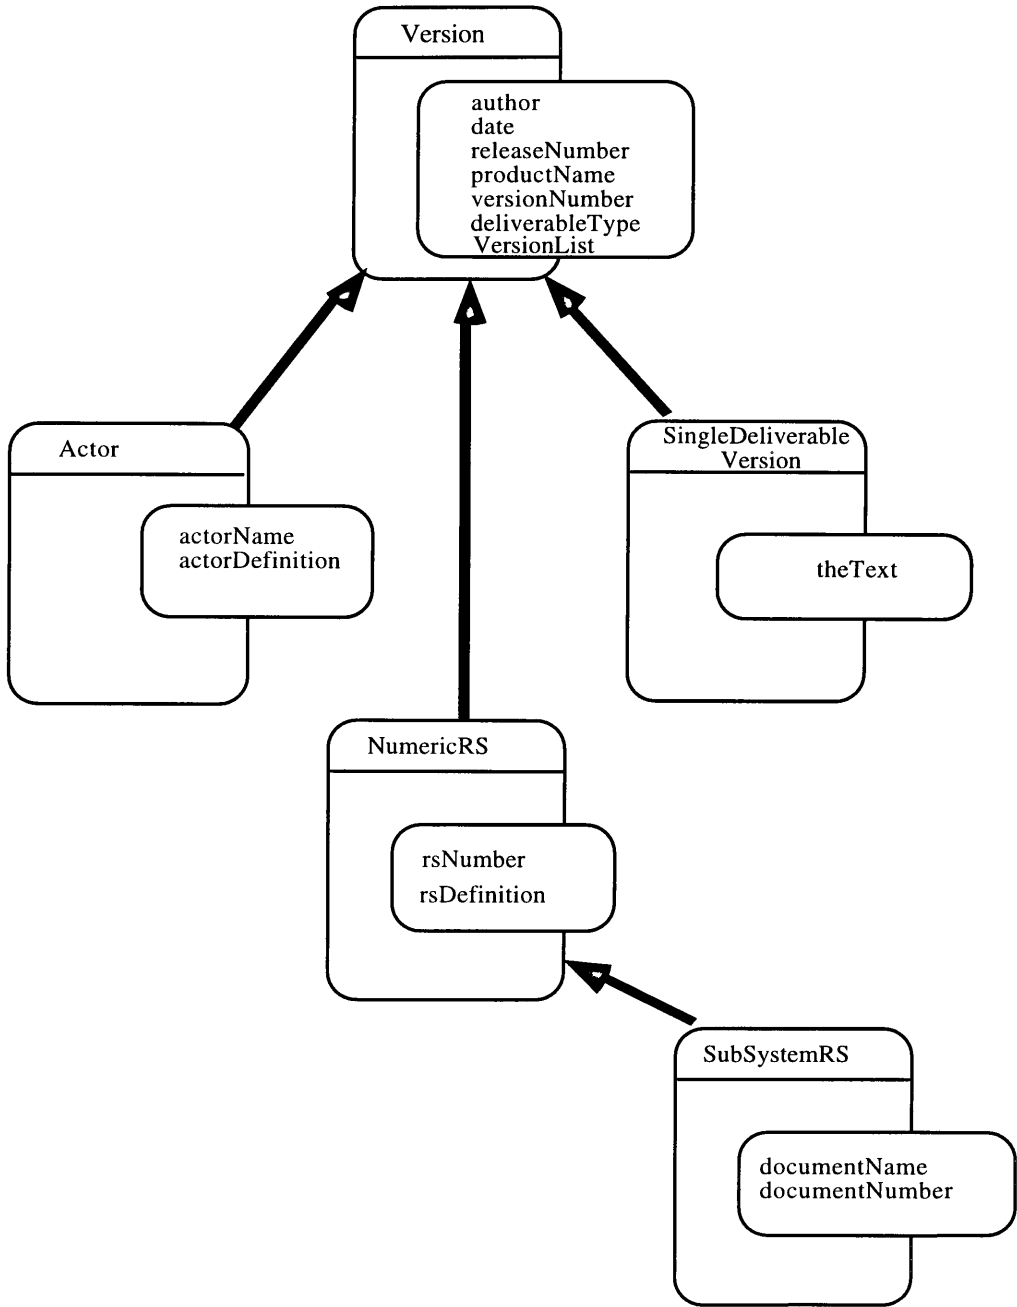 Version
author
date
releaseNumber
productName
versionNumber
deliverableType
VersionList
Actor
actorName
actorDefinition
SingleDeliverable
Version
theText
NumericRS
rsNumber
rsDefinition
SubSystemRS
documentName
documentNumber